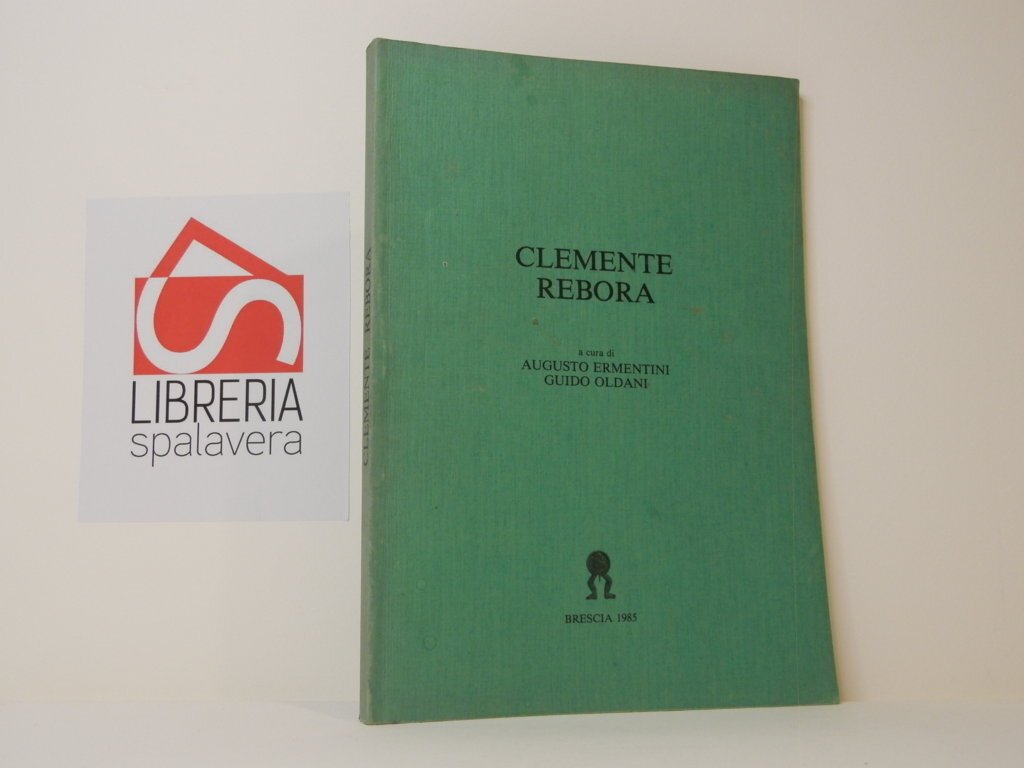 LIBRERIA
spalavera
CLEMENTE REBORA
CLEMENTE
REBORA
a cura di
AUGUSTO ERMENTINI
GUIDO OLDANI
BRESCIA 1985